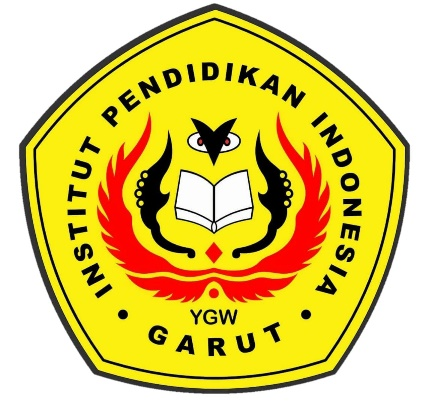 INSTITUT PENDIDIKAN INDONESIA
YGW
• GARUT •